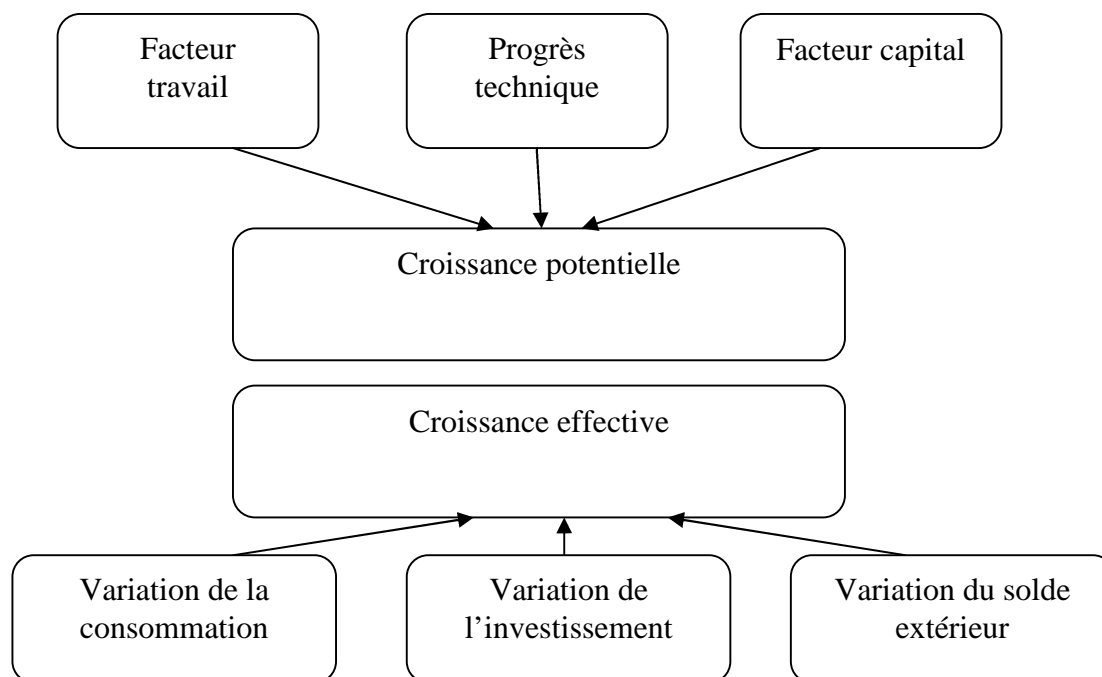 Facteur
travail
Progrès
technique
Facteur capital
Croissance potentielle
Croissance effective
Variation de la
consommation
Variation de
l’investissement
Variation du solde
extérieur